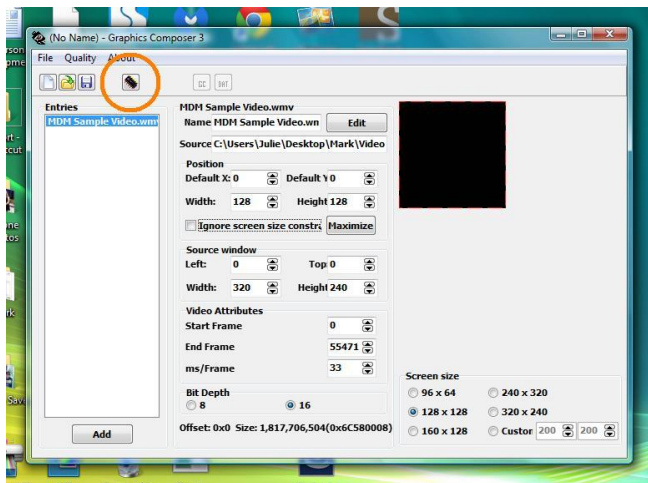 (No Name) - Graphics Composer 3
File Quality About
CC BAT
Entries
MDM Sample Video.wm
Add
MDM Sample Video.wmv
Name MDM Sample Video.wn Edit
Source C:\Users\Julie\Desktop\Mark\Video
Position
Default X: 0 Default Y 0
Width: 128 Height 128
Ignore screen size constra Maximize
Source window
Left: 0 Top: 0
Width: 320 Height 240
Video Attributes
Start Frame 0
End Frame 55471
ms/Frame 33
Bit Depth
8 16
Offset: 0x0 Size: 1,817,706,504(0x6C580008)
Screen size
96 x 64 240 x 320
128 x 128 320 x 240
160 x 128 Custor 200 200